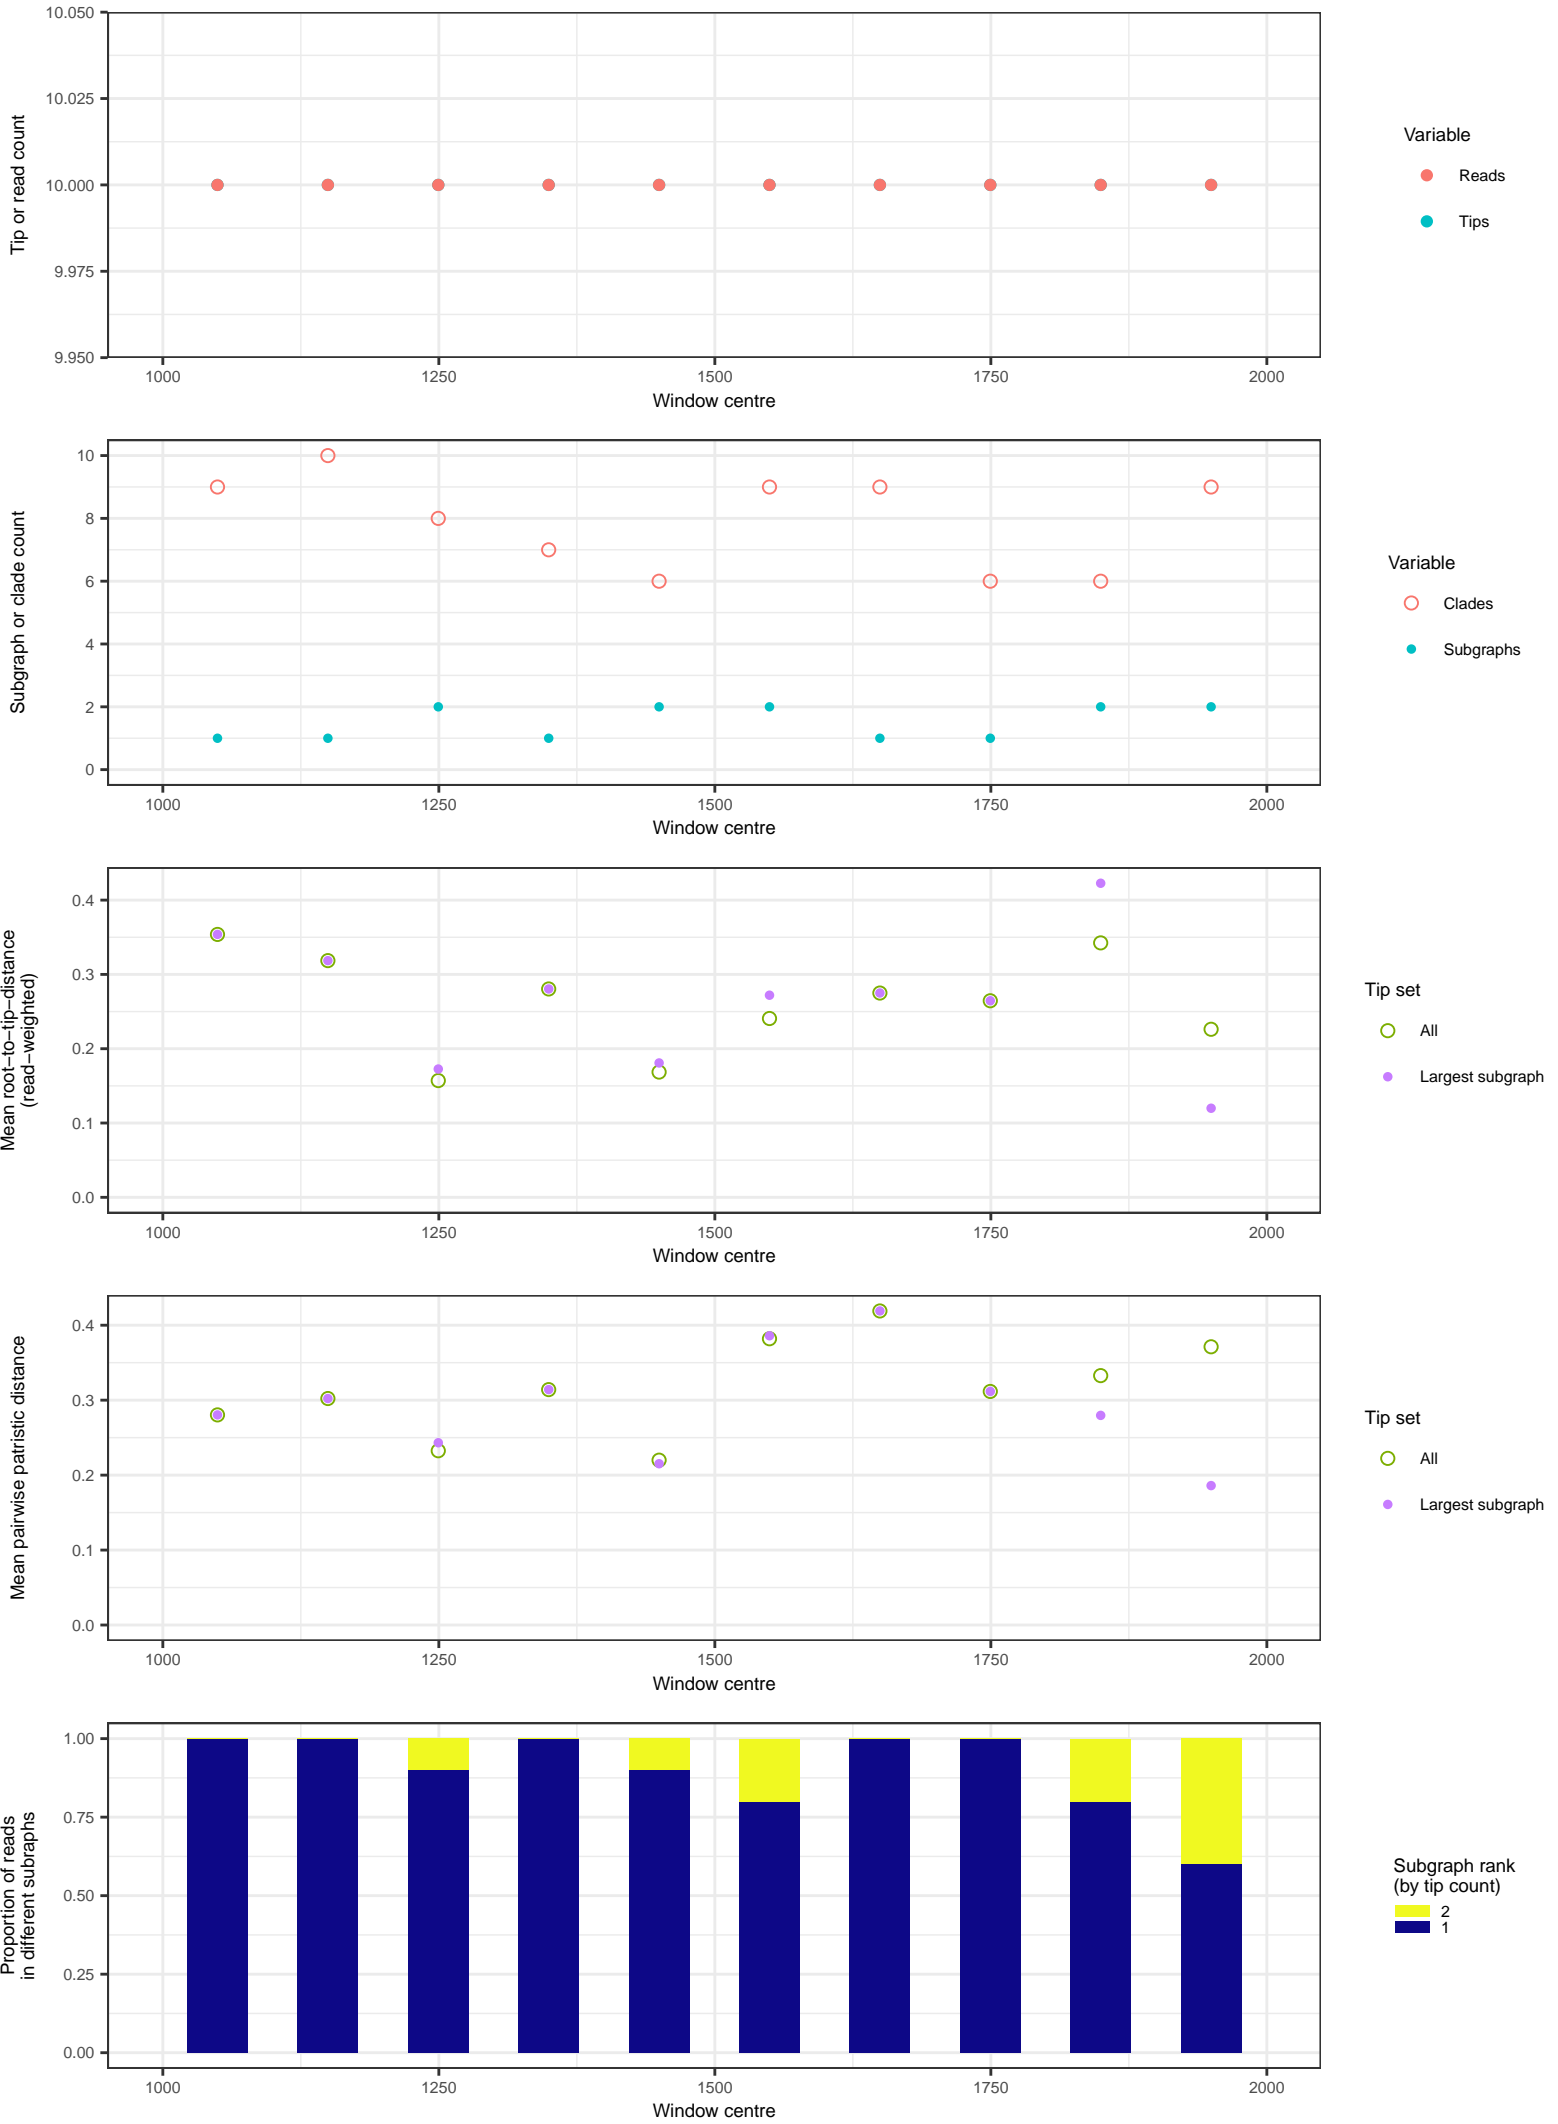 10.050
10.025
10.000
9.975
9.950
Tip or read count
1000 1250 1500 1750 2000
Window centre
Variable
Reads
Tips
10
8
6
4
2
0
Subgraph or clade count
1000 1250 1500 1750 2000
Window centre
Variable
Clades
Subgraphs
0.4
0.3
0.2
0.1
0.0
Mean root−to−tip−distance
(read−weighted)
1000 1250 1500 1750 2000
Window centre
Tip set
All
Largest subgraph
0.4
0.3
0.2
0.1
0.0
Mean pairwise patristic distance
1000 1250 1500 1750 2000
Window centre
Tip set
All
Largest subgraph
1.00
0.75
0.50
0.25
0.00
Proportion of reads
in different subraphs
1000 1250 1500 1750 2000
Window centre
Subgraph rank
(by tip count)
2
1